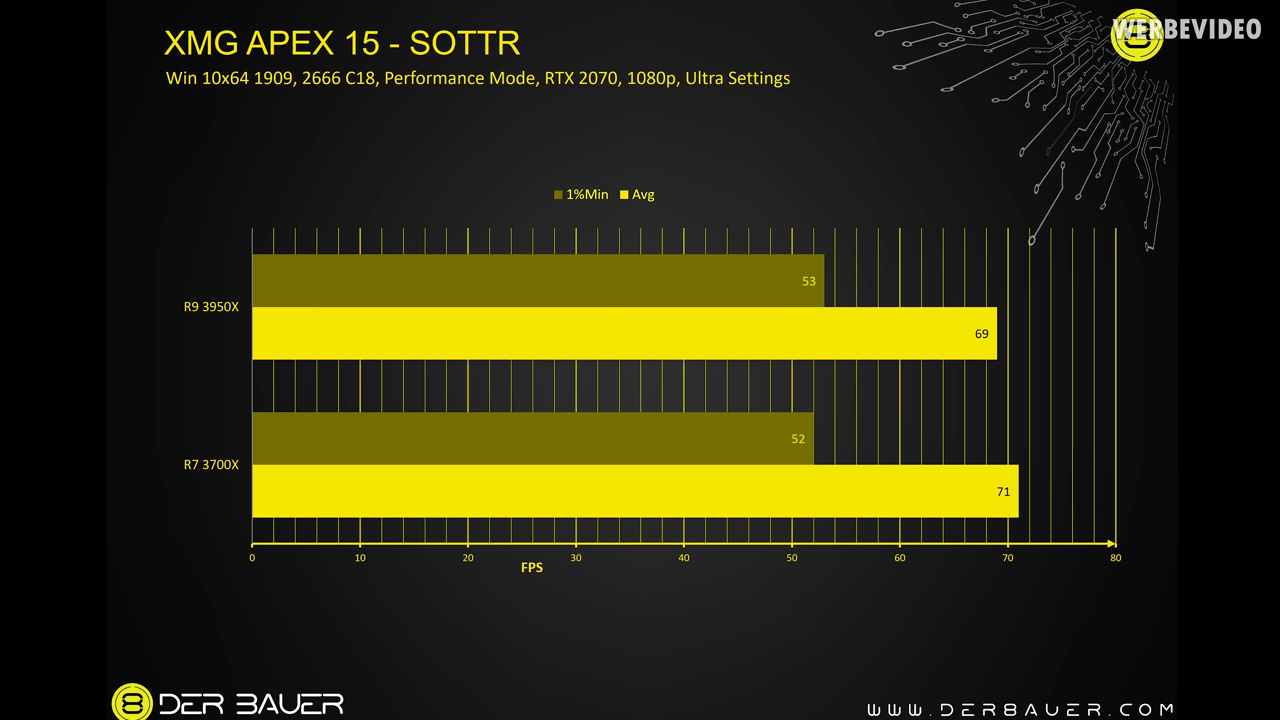 XMG APEX 15 - SOTTR
WERBEVIDEO
Win 10x64 1909, 2666 C18, Performance Mode, RTX 2070, 1080p, Ultra Settings
1%Min Avg
53
R9 3950X
69
52
R7 3700X
71
0 10 20 30 40 50 60 70 80
FPS
8 DER BAUER
WWW.DER8AUER.COM